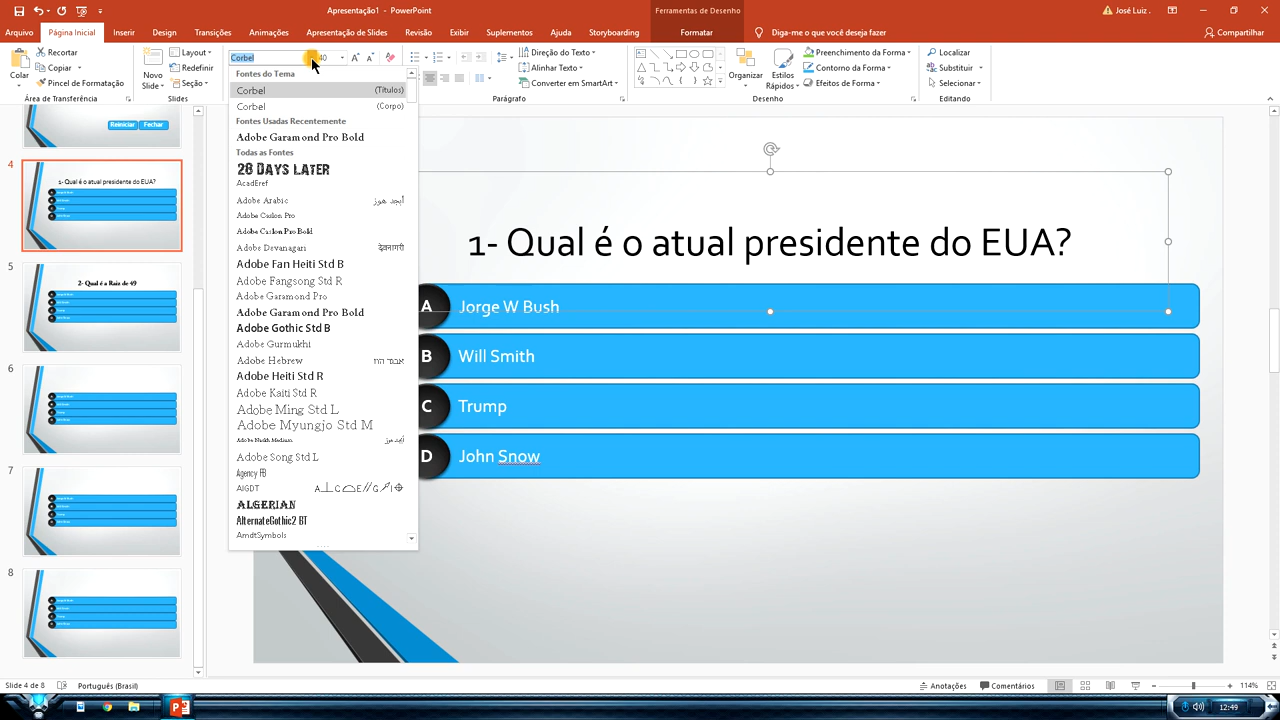 Apresentação1 - PowerPoint
Ferramentas de Desenho
José Luiz .
Arquivo
Página Inicial
Inserir
Design
Transições
Animações
Apresentação de Slides
Revisão
Exibir
Suplementos
Ajuda
Storyboarding
Formatar
Diga-me o que você deseja fazer
Compartilhar
Colar
Recortar
Copiar
Pincel de Formatação
Área de Transferência
Novo
Slide
Layout
Redefinir
Seção
Slides
Corbel
40
Direção do Texto
Alinhar Texto
Converter em SmartArt
Parágrafo
Organizar
Estilos
Rápidos
Preenchimento da Forma
Contorno da Forma
Efeitos de Forma
Desenho
Localizar
Substituir
Selecionar
Editando
Fontes do Tema
Corbel (Títulos)
Corbel (Corpo)
Fontes Usadas Recentemente
Adobe Garamond Pro Bold
Todas as Fontes
28 Days Later
AcadEref
Adobe Arabic أبجد هوز
Adobe Caslon Pro
Adobe Caslon Pro Bold
Adobe Devanagari देवनागरी
Adobe Fan Heiti Std B
Adobe Fangsong Std R
Adobe Garamond Pro
Adobe Garamond Pro Bold
Adobe Gothic Std B
Adobe Gurmukhi
Adobe Hebrew אבגד הוז
Adobe Heiti Std R
Adobe Kaiti Std R
Adobe Ming Std L
Adobe Myungjo Std M
Adobe Naskh Medium أبجد هوز
Adobe Song Std L
Agency FB
AIGDT
ALGERIAN
AlternateGothic2 BT
AmdtSymbols
Reiniciar
Fechar
4
1- Qual é o atual presidente do EUA?
5
2- Qual é a Raiz de 49
6
7
8
1- Qual é o atual presidente do EUA?
A Jorge W Bush
B Will Smith
C Trump
D John Snow
Slide 4 de 8
Português (Brasil)
Anotações
Comentários
114%
12:49